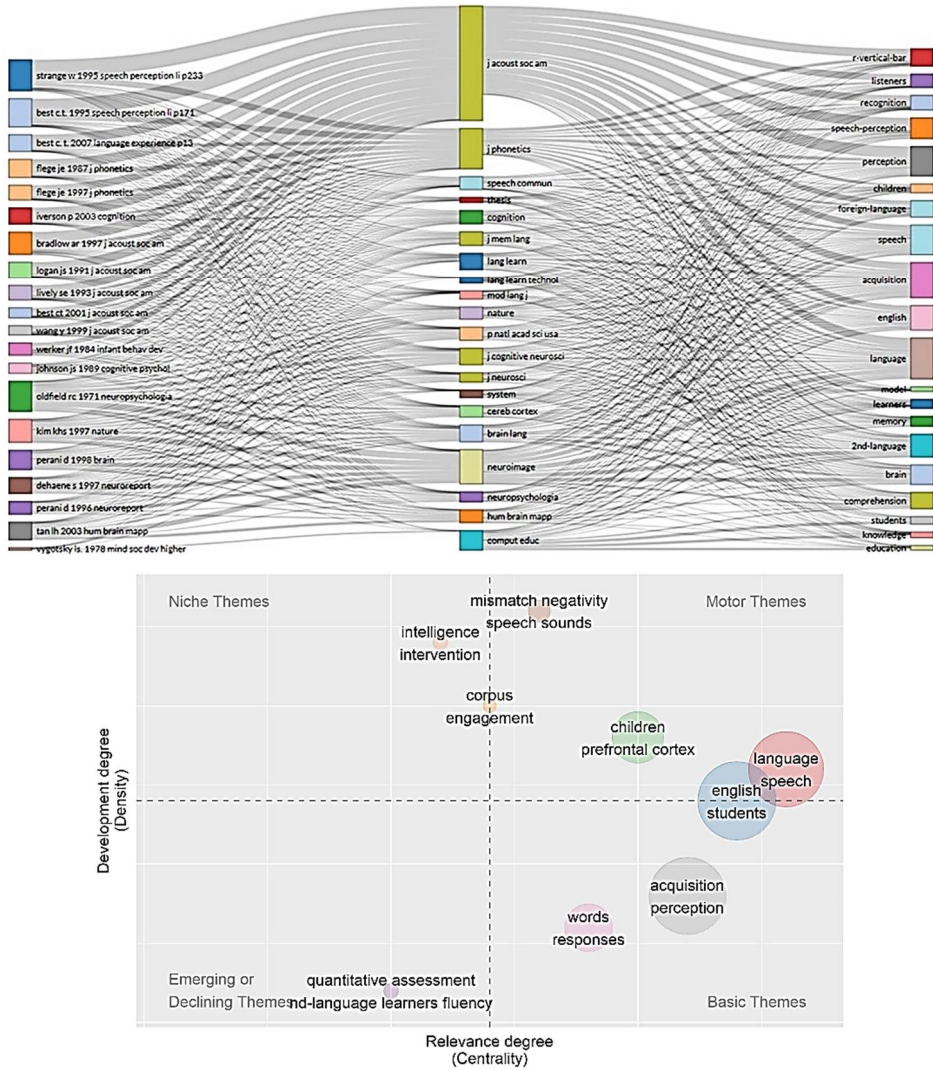 strange w 1995 speech perception li p233
best c.t. 1995 speech perception li p171
best c.t. 2007 language experience p13
flege je 1987 j phonetics
flege je 1997 j phonetics
iverson p 2003 cognition
bradlow ar 1997 j acoust soc am
logan js 1991 j acoust soc am
lively se 1993 j acoust soc am
best ct 2001 j acoust soc am
wang y 1999 j acoust soc am
werker jf 1984 infant behav dev
johnson js 1989 cognitive psychol
oldfield rc 1971 neuropsychologia
kim khs 1997 nature
perani d 1998 brain
dehaene s 1997 neuroreport
perani d 1996 neuroreport
tan lh 2003 hum brain mapp
vygotsky ls. 1978 mind soc dev higher
j acoust soc am
j phonetics
speech commun
thesis
cognition
j mem lang
lang learn
lang learn technol
mod lang j
nature
p natl acad sci usa
j cognitive neurosci
j neurosci
system
cereb cortex
brain lang
neuroimage
neuropsychologia
hum brain mapp
comput educ
r-vertical-bar
listeners
recognition
speech-perception
perception
children
foreign-language
speech
acquisition
english
language
model
learners
memory
2nd-language
brain
comprehension
students
knowledge
education
Niche Themes
mismatch negativity
speech sounds
Motor Themes
intelligence
intervention
corpus
engagement
children
prefrontal cortex
language
speech
english
students
acquisition
perception
words
responses
quantitative assessment
nd-language learners fluency
Emerging or
Declining Themes
Basic Themes
Development degree
(Density)
Relevance degree
(Centrality)